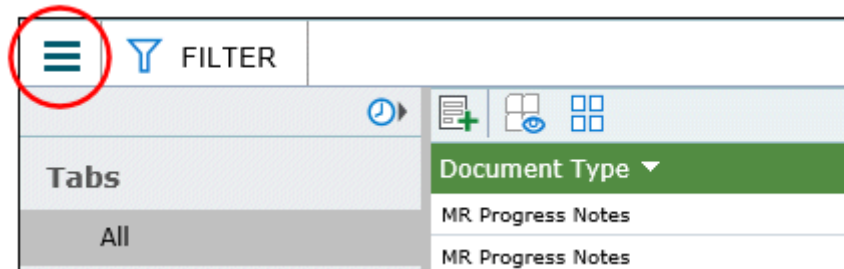 FILTER
Tabs
All
Document Type
MR Progress Notes
MR Progress Notes